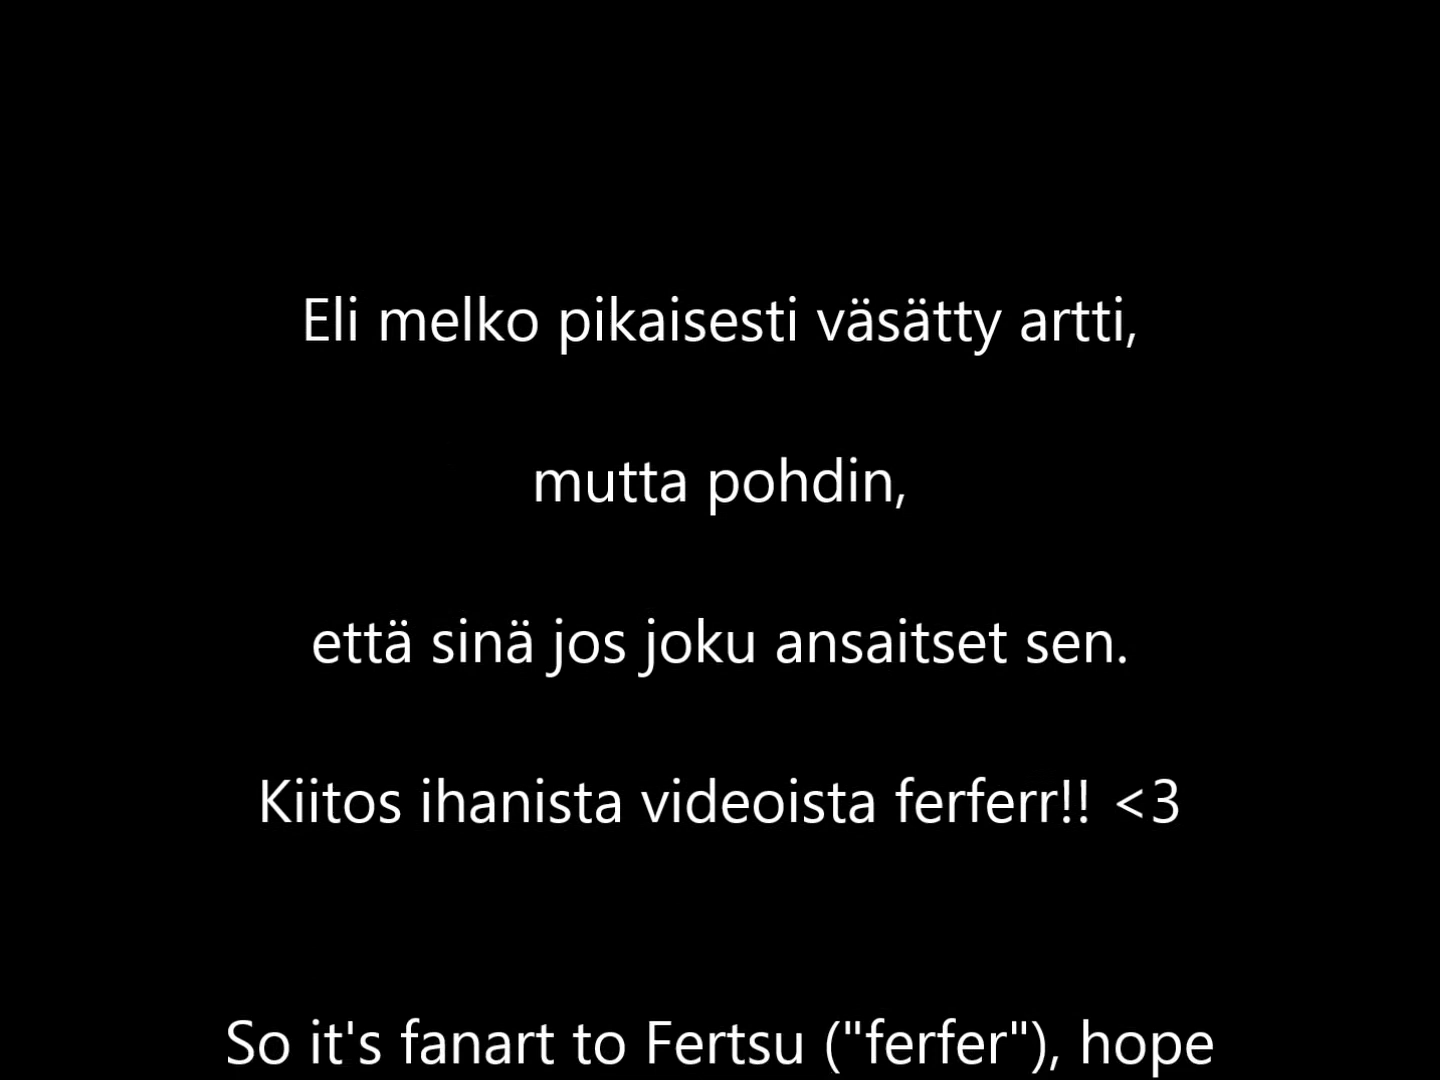 Eli melko pikaisesti väsätty artti,
mutta pohdin,
että sinä jos joku ansaitset sen.
Kiitos ihanista videoista ferferr!! <3
So it's fanart to Fertsu ("ferfer"), hope